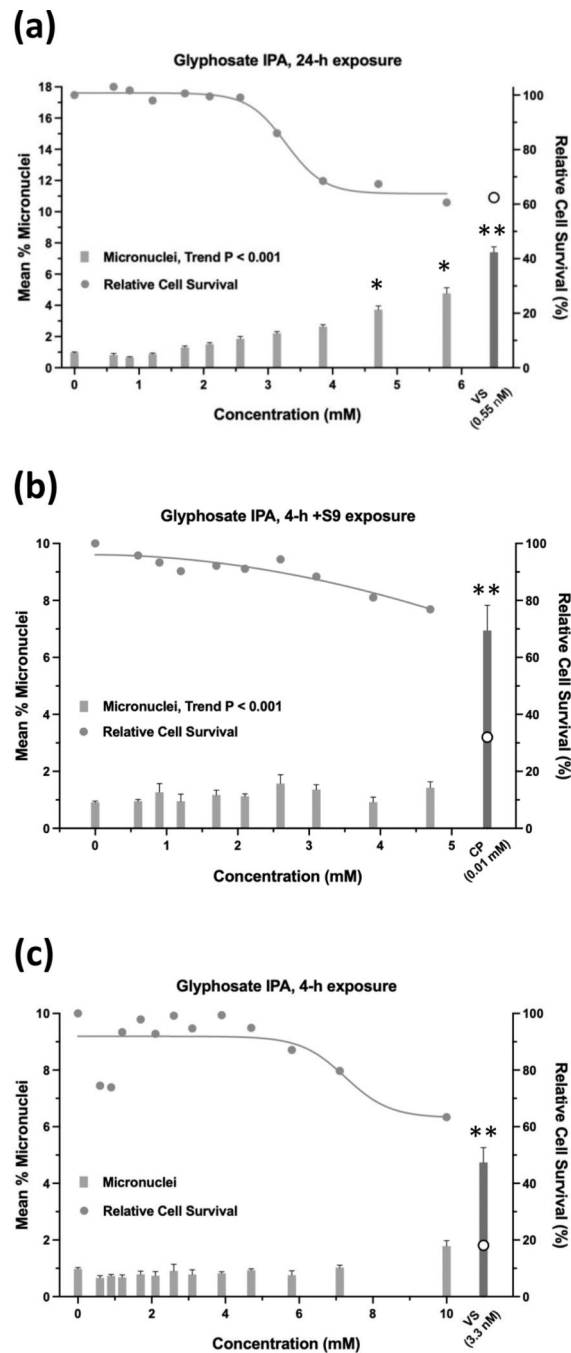 (a)
Glyphosate IPA, 24-h exposure
Mean % Micronuclei
18
16
14
12
10
8
6
4
2
0
Micronuclei, Trend P < 0.001
Relative Cell Survival
*
*
**
100
80
60
40
20
0
Relative Cell Survival (%)
0 1 2 3 4 5 6
VS
(0.55 nM)
Concentration (mM)
(b)
Glyphosate IPA, 4-h +S9 exposure
Mean % Micronuclei
10
8
6
4
2
0
Micronuclei, Trend P < 0.001
Relative Cell Survival
**
100
80
60
40
20
0
Relative Cell Survival (%)
0 1 2 3 4 5
CP
(0.01 mM)
Concentration (mM)
(c)
Glyphosate IPA, 4-h exposure
Mean % Micronuclei
10
8
6
4
2
0
Micronuclei
Relative Cell Survival
**
100
80
60
40
20
0
Relative Cell Survival (%)
0 2 4 6 8 10
VS
(3.3 nM)
Concentration (mM)